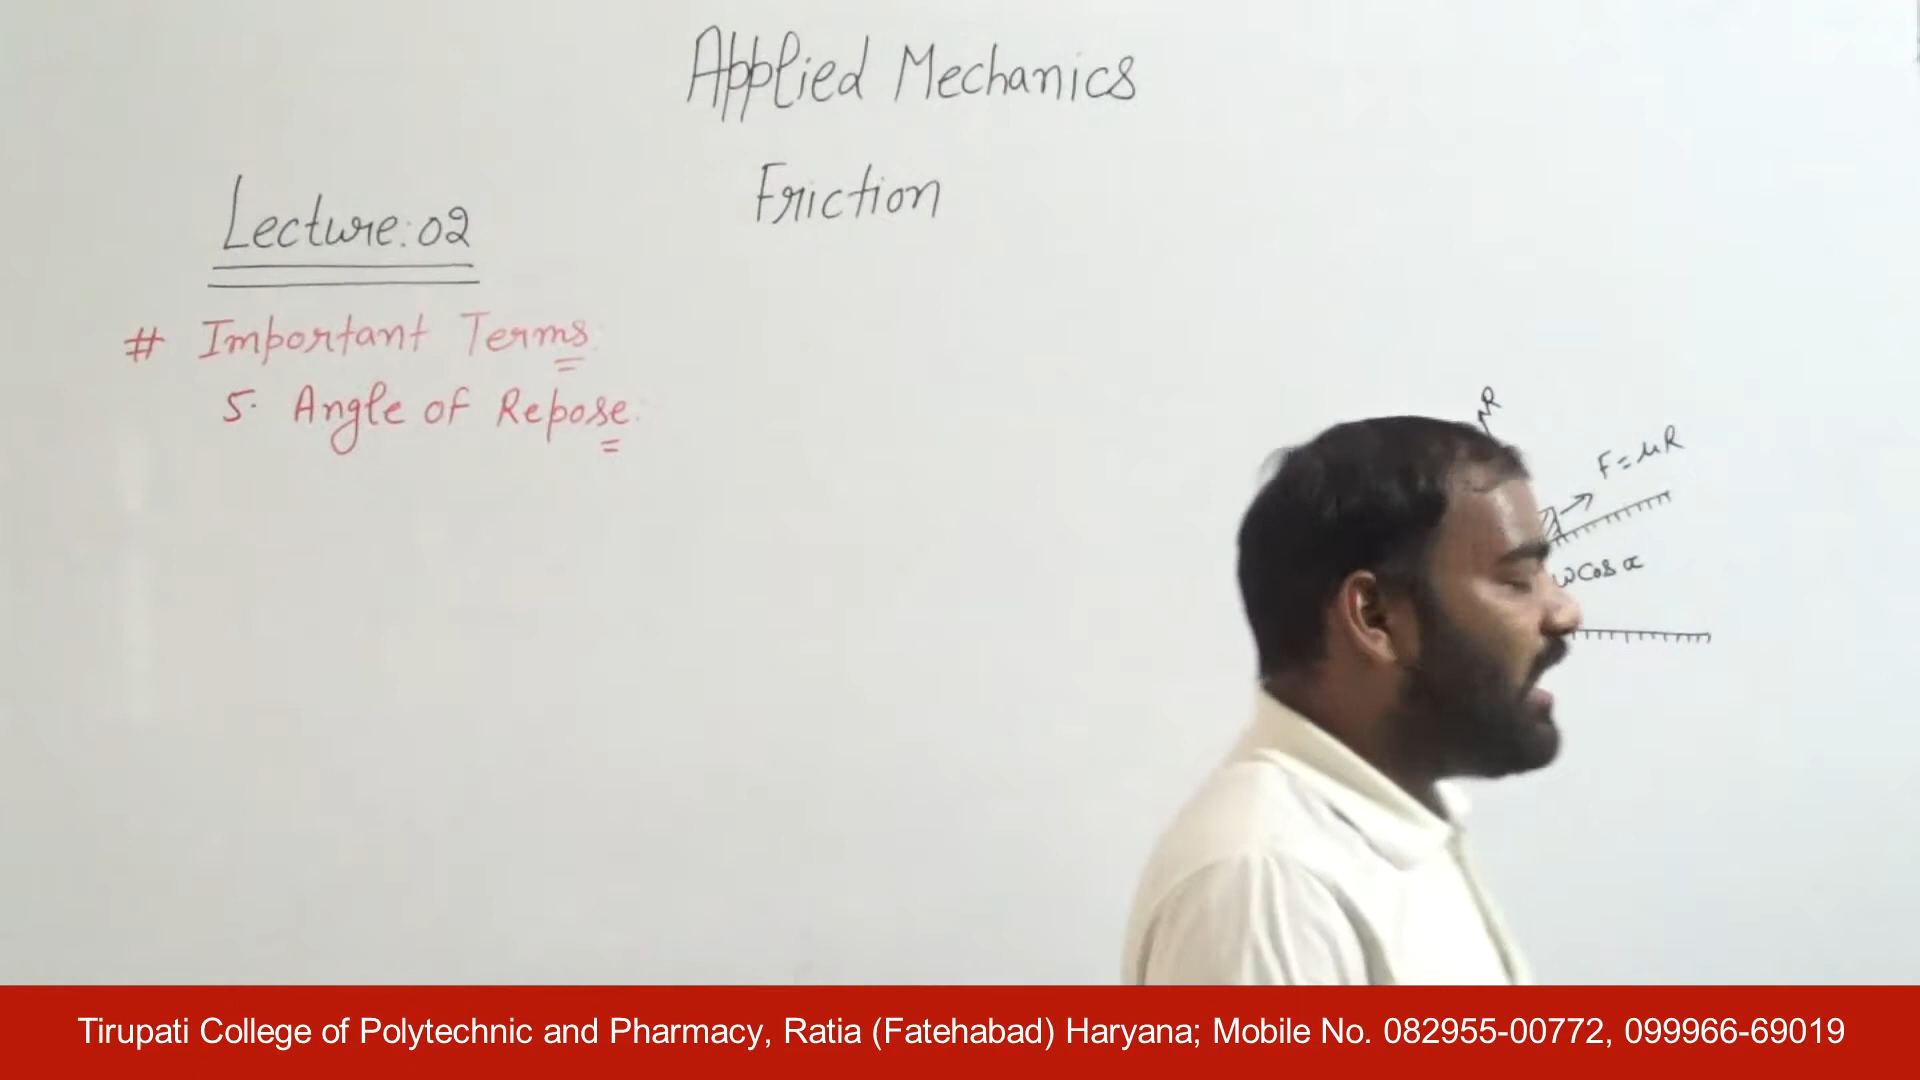 Applied Mechanics
Friction
Lecture: 02
# Important Terms
5. Angle of Repose
R
F = μR
w cos α
Tirupati College of Polytechnic and Pharmacy, Ratia (Fatehabad) Haryana; Mobile No. 082955-00772, 099966-69019